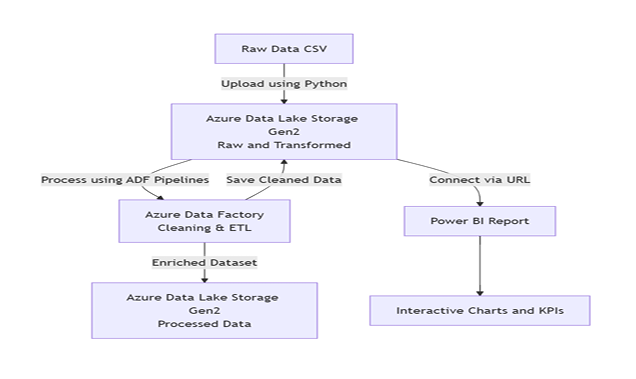 Raw Data CSV
Upload using Python
Azure Data Lake Storage
Gen2
Raw and Transformed
Process using ADF Pipelines
Save Cleaned Data
Connect via URL
Azure Data Factory
Cleaning & ETL
Power BI Report
Enriched Dataset
Azure Data Lake Storage
Gen2
Processed Data
Interactive Charts and KPIs